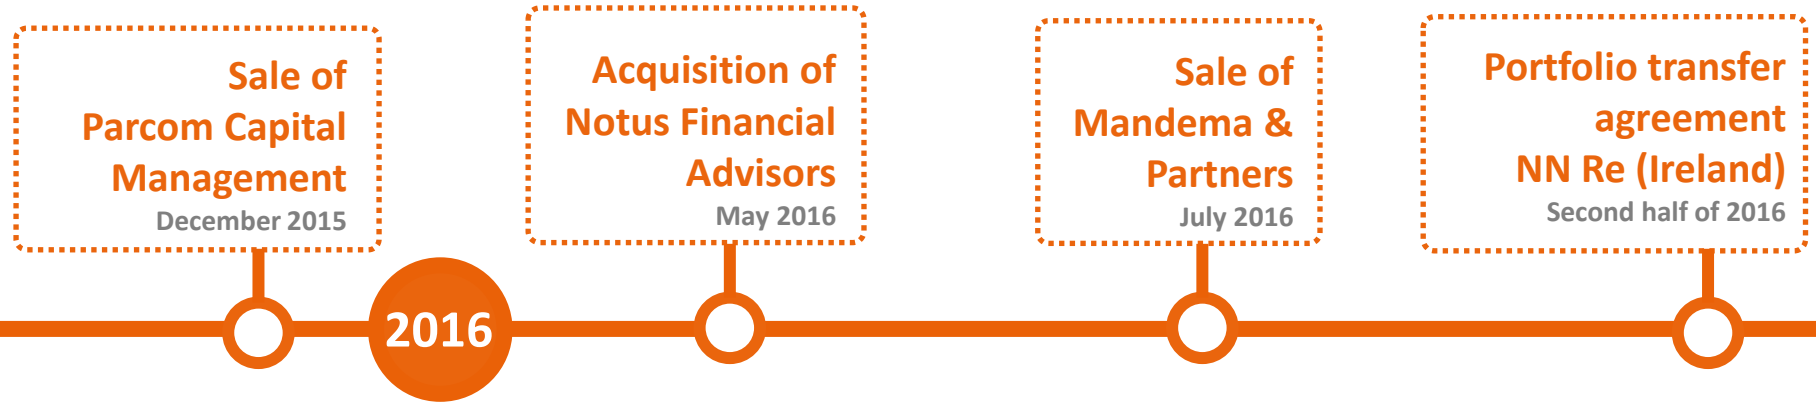 Sale of
Parcom Capital
Management
December 2015
2016
Acquisition of
Notus Financial
Advisors
May 2016
Sale of
Mandema &
Partners
July 2016
Portfolio transfer
agreement
NN Re (Ireland)
Second half of 2016